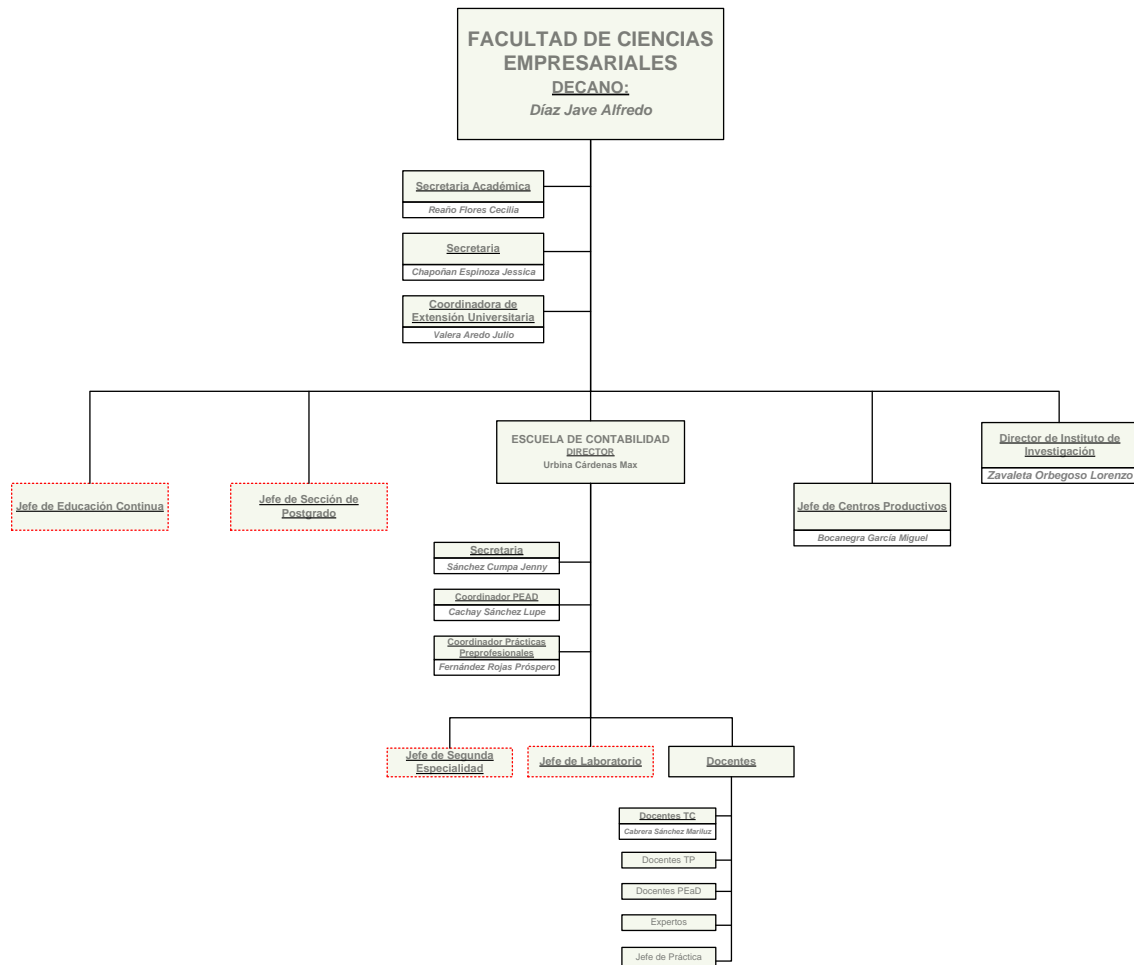 FACULTAD DE CIENCIAS
EMPRESARIALES
DECANO:
Díaz Jave Alfredo
Secretaria Académica
Reaño Flores Cecilia
Secretaria
Chapoñan Espinoza Jessica
Coordinadora de
Extensión Universitaria
Valera Aredo Julio
ESCUELA DE CONTABILIDAD
DIRECTOR
Urbina Cárdenas Max
Director de Instituto de
Investigación
Zavaleta Orbegoso Lorenzo
Jefe de Educación Continua
Jefe de Sección de
Postgrado
Jefe de Centros Productivos
Bocanegra García Miguel
Secretaria
Sánchez Cumpa Jenny
Coordinador PEAD
Cachay Sánchez Lupe
Coordinador Prácticas
Preprofesionales
Fernández Rojas Próspero
Jefe de Segunda
Especialidad
Jefe de Laboratorio
Docentes
Docentes TC
Cabrera Sánchez Mariluz
Docentes TP
Docentes PEaD
Expertos
Jefe de Práctica